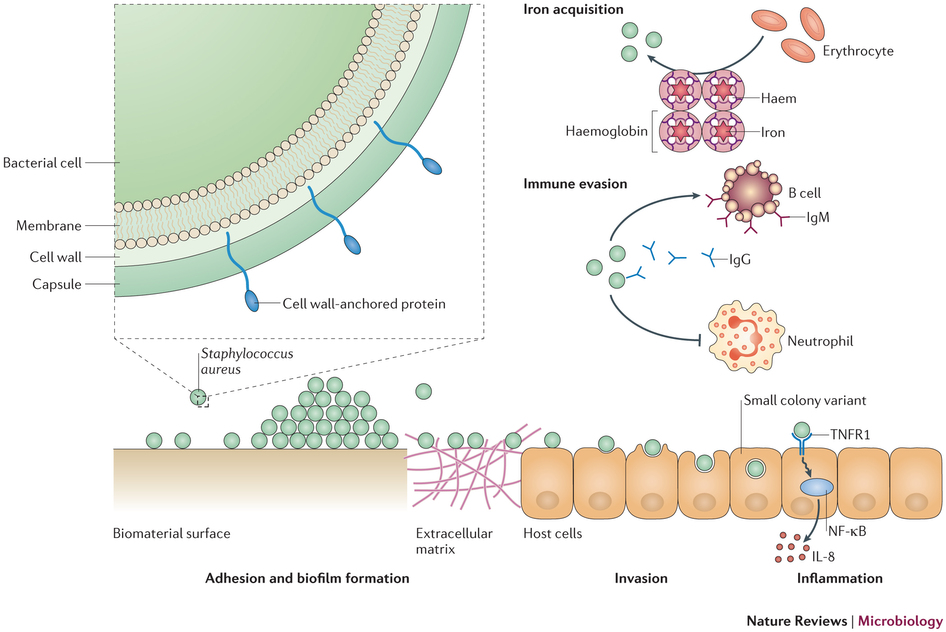 Iron acquisition
Erythrocyte
Haem
Haemoglobin
Iron
Bacterial cell
Membrane
Cell wall
Capsule
Cell wall-anchored protein
Immune evasion
B cell
IgM
IgG
Neutrophil
Staphylococcus
aureus
Small colony variant
TNFR1
NF-κB
IL-8
Biomaterial surface
Extracellular
matrix
Host cells
Adhesion and biofilm formation
Invasion
Inflammation
Nature Reviews | Microbiology